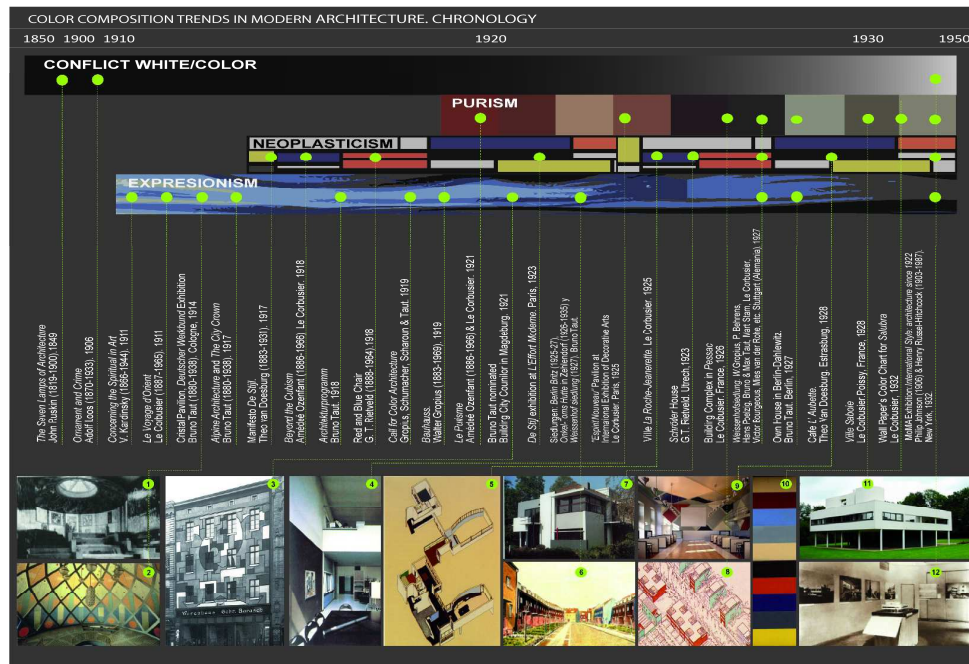 COLOR COMPOSITION TRENDS IN MODERN ARCHITECTURE. CHRONOLOGY
1850 1900 1910 1920 1930 1950
CONFLICT WHITE/COLOR
PURISM
NEOPLASTICISM
EXPRESIONISM
The Seven Lamps of Architecture
John Ruskin (1819-1900).1849
Ornament and Crime
Adolf Loos (1870-1933). 1906
Concerning the Spiritual in Art
V. Kandinsky (1866-1944). 1911
Le Voyage d'Orient
Le Corbusier (1887-1965). 1911
Cristal Pavilion. Deutscher Werkbund Exhibition
Bruno Taut (1880-1938). Cologne, 1914
Alpine Architecture and The City Crown
Bruno Taut (1880-1938). 1917
Manifesto De Stijl.
Theo Van Doesburg (1883-1931). 1917
Beyond the Cubism
Amédée Ozenfant (1886-1966) Le Corbusier. 1918
Architekturprogramm
Bruno Taut. 1918
Red and Blue Chair
G. T. Rietveld (1888-1964).1918
Call for Color Architecture
Gropius, Schumacher, Scharoun & Taut. 1919
Bauhass.
Walter Gropius (1883-1969). 1919
Le Purisme
Amédée Ozenfant (1886-1966) & Le Corbusier. 1921
Bruno Taut nominated
Building City Countior in Magdeburg. 1921
De Stijl exhibition at L'Effort Moderne. Paris, 1923
Siedlungen: Berlin Britz (1925-27),
Onkel-Toms Hutte in Zehlendorf (1926-1935) y
Weissenhof siedlung (1927). Bruno Taut.
"EspritNouveau" Pavilion at
International Exhibition of Decorative Arts
Le Corbusier. Paris, 1925
Ville La Roche-Jeannerette. Le Corbusier. 1925
Schröder House
G.T. Rietveld. Utrech,1923
Building Complex in Pessac
Le Corbusier. France, 1926
Weissenhofsiedlung. W Gropius, P. Behrens,
Hans Poelzing, Bruno & Max Taut, Mart Stam, Le Corbusier,
Victor Bourgeous, Mies van der Rohe, etc. Stuttgart (Alemania).1927
Own House in Berlin-Dahlewitz.
Bruno Taut. Berlin, 1927
Café L' Aubette.
Theo Van Doesburg. Estrasburg, 1928
Ville Saboie
Le Corbusier.Poissy, France, 1928
Wall Paper's Color Chart for Salubra
Le Corbusier. 1932
MoMA Exhibition.International Style: architecture since 1922
Philip Johnson (1906) & Henry Rusel-Hitchcock (1903-1987).
New York, 1932
1
2
3
4
5
6
7
8
9
10
11
12